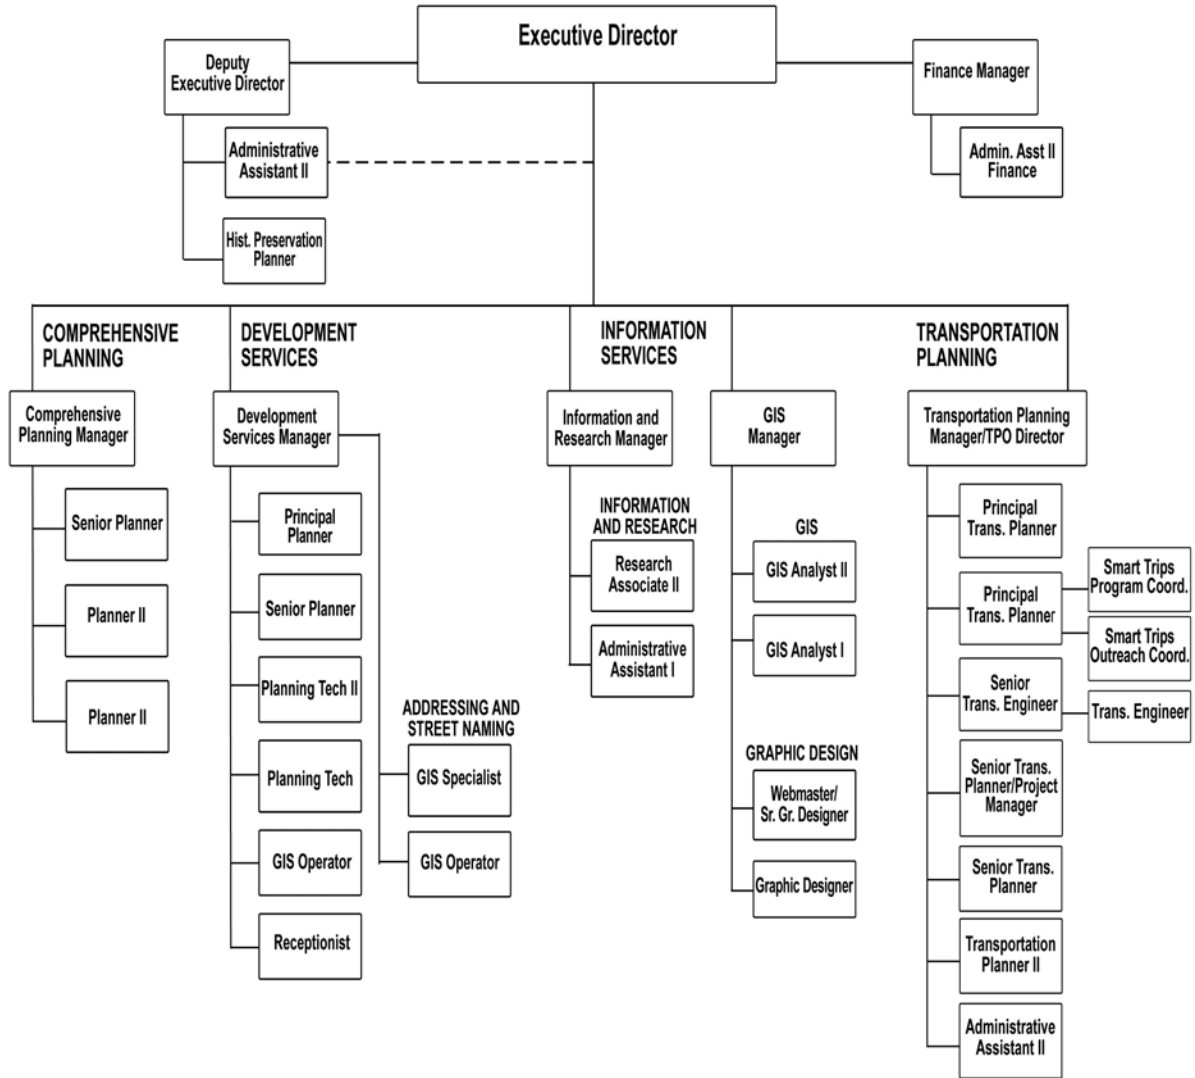 Executive Director
Deputy
Executive Director
Finance Manager
Administrative
Assistant II
Admin. Asst II
Finance
Hist. Preservation
Planner
COMPREHENSIVE
PLANNING
DEVELOPMENT
SERVICES
INFORMATION
SERVICES
TRANSPORTATION
PLANNING
Comprehensive
Planning Manager
Senior Planner
Planner II
Planner II
Development
Services Manager
Principal
Planner
Senior Planner
Planning Tech II
Planning Tech
GIS Operator
Receptionist
ADDRESSING AND
STREET NAMING
GIS Specialist
GIS Operator
Information and
Research Manager
INFORMATION
AND RESEARCH
Research
Associate II
Administrative
Assistant I
GIS
Manager
GIS
GIS Analyst II
GIS Analyst I
GRAPHIC DESIGN
Webmaster/
Sr. Gr. Designer
Graphic Designer
Transportation Planning
Manager/TPO Director
Principal
Trans. Planner
Principal
Trans. Planner
Smart Trips
Program Coord.
Smart Trips
Outreach Coord.
Senior
Trans. Engineer
Trans. Engineer
Senior Trans.
Planner/Project
Manager
Senior Trans.
Planner
Transportation
Planner II
Administrative
Assistant II